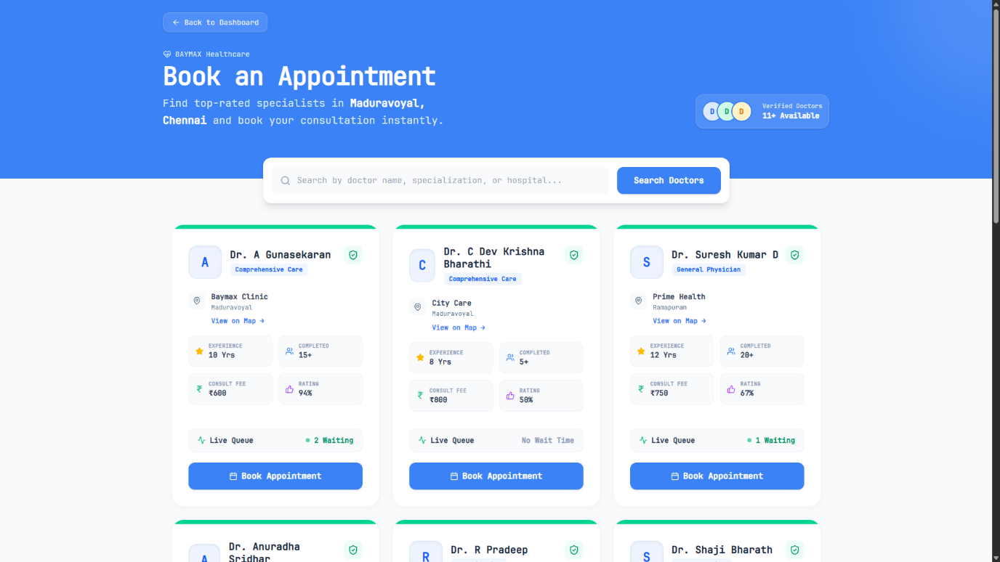 ← Back to Dashboard
BAYMAX Healthcare
Book an Appointment
Find top-rated specialists in Maduravoyal,
Chennai and book your consultation instantly.
D D D
Verified Doctors
11+ Available
Search by doctor name, specialization, or hospital...
Search Doctors
A
Dr. A Gunasekaran
Comprehensive Care
Baymax Clinic
Maduravoyal
View on Map →
EXPERIENCE
10 Yrs
COMPLETED
15+
CONSULT FEE
₹600
RATING
94%
Live Queue
2 Waiting
Book Appointment
C
Dr. C Dev Krishna
Bharathi
Comprehensive Care
City Care
Maduravoyal
View on Map →
EXPERIENCE
8 Yrs
COMPLETED
5+
CONSULT FEE
₹800
RATING
50%
Live Queue
No Wait Time
Book Appointment
S
Dr. Suresh Kumar D
General Physician
Prime Health
Ramapuram
View on Map →
EXPERIENCE
12 Yrs
COMPLETED
20+
CONSULT FEE
₹750
RATING
67%
Live Queue
1 Waiting
Book Appointment
A
Dr. Anuradha
Sridhar
R
Dr. R Pradeep
S
Dr. Shaji Bharath